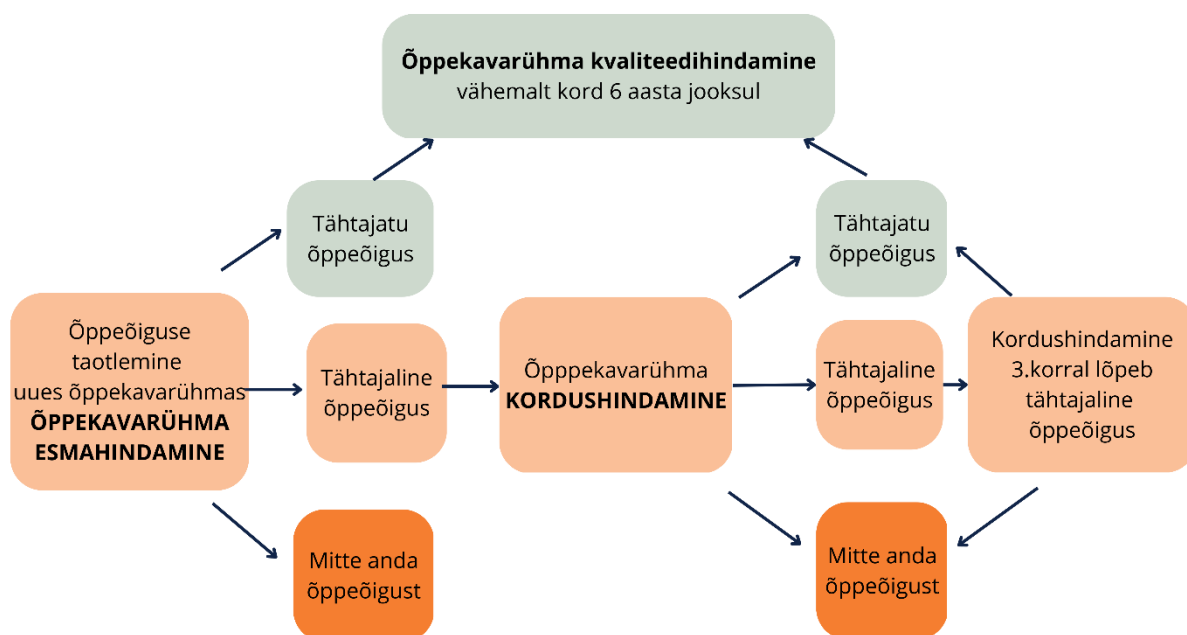 Õppekavarühma kvaliteedihindamine
vähemalt kord 6 aasta jooksul
Tähtajatu
õppeõigus
Tähtajatu
õppeõigus
Õppeõiguse
taotlemine
uues õppekavarühmas
ÕPPEKAVARÜHMA
ESMAHINDAMINE
Tähtajaline
õppeõigus
Õpppekavarühma
KORDUSHINDAMINE
Tähtajaline
õppeõigus
Kordushindamine
3.korral lõpeb
tähtajaline
õppeõigus
Mitte anda
õppeõigust
Mitte anda
õppeõigust